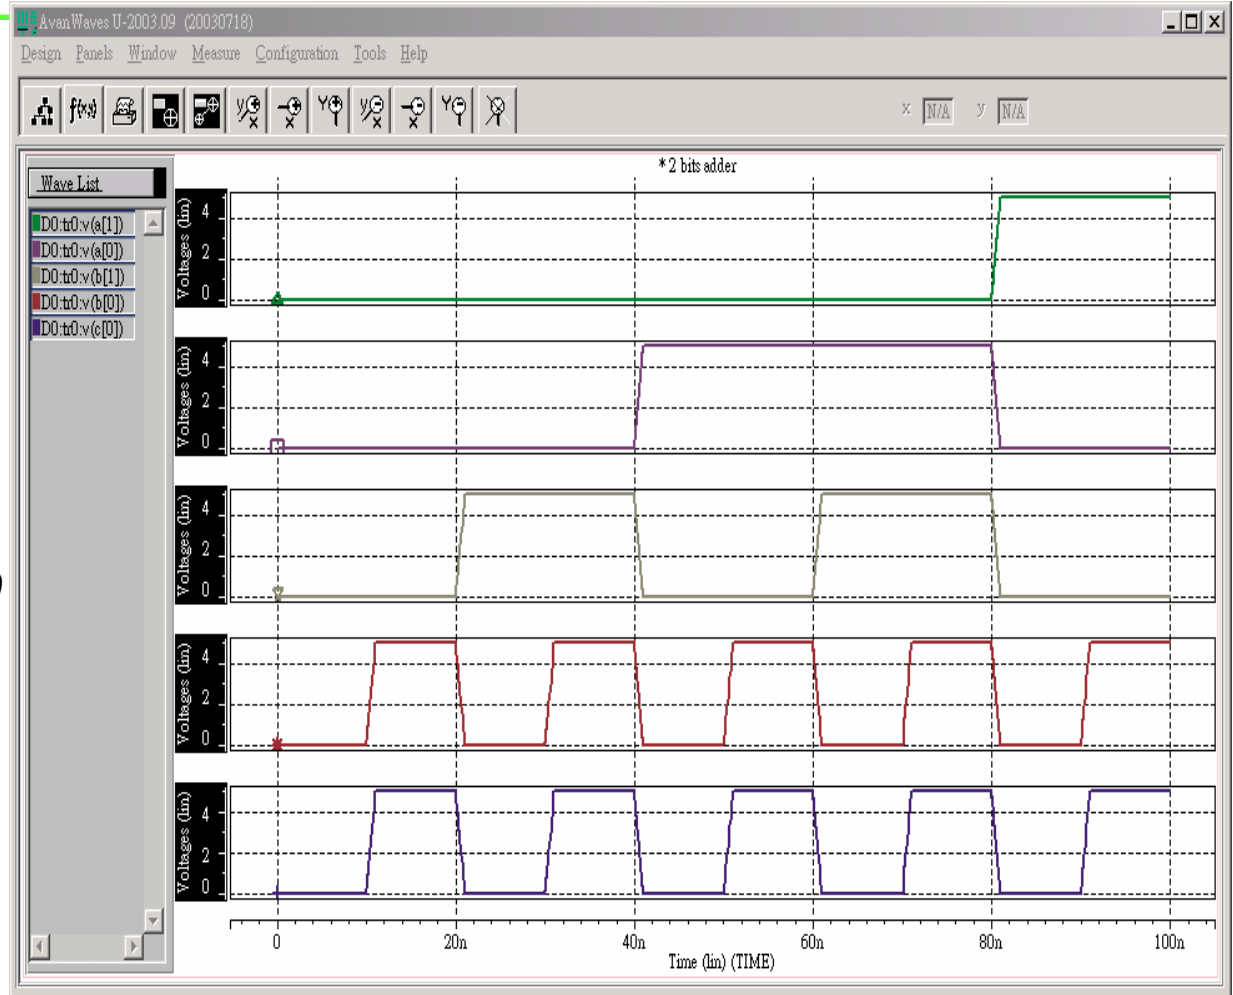 AvanWaves U-2003.09 (20030718)
Design Panels Window Measure Configuration Tools Help
f(x,y) y x x Y y x x Y x N/A y N/A
* 2 bits adder
Wave List
D0:tr0:v(a[1])
D0:tr0:v(a[0])
D0:tr0:v(b[1])
D0:tr0:v(b[0])
D0:tr0:v(c[0])
Voltages (lin) 4 2 0
Voltages (lin) 4 2 0
Voltages (lin) 4 2 0
Voltages (lin) 4 2 0
Voltages (lin) 4 2 0
0 20n 40n 60n 80n 100n
Time (lin) (TIME)